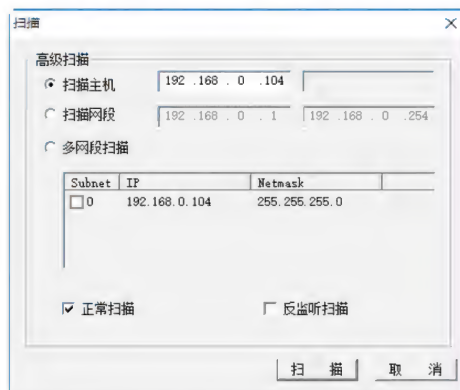 扫描
高级扫描
扫描主机 192 .168 . 0 .104
扫描网段 192 .168 . 0 . 1 192 .168 . 0 .254
多网段扫描
Subnet IP Netmask
0 192.168.0.104 255.255.255.0
正常扫描 反监听扫描
扫 描 取 消